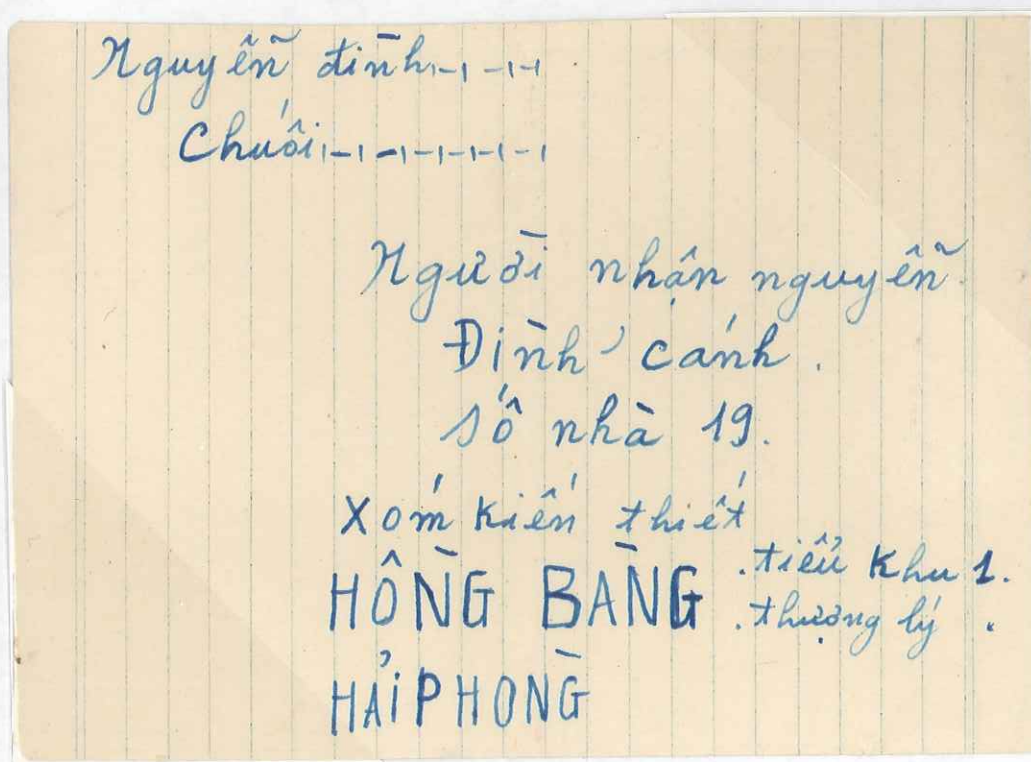 Nguyễn đình
Chuối
Người nhận nguyễn
Đình cảnh.
số nhà 19.
Xóm kiến thiết
HỒNG BÀNG .tiểu khu 1.
.thượng lý.
HẢI PHÒNG